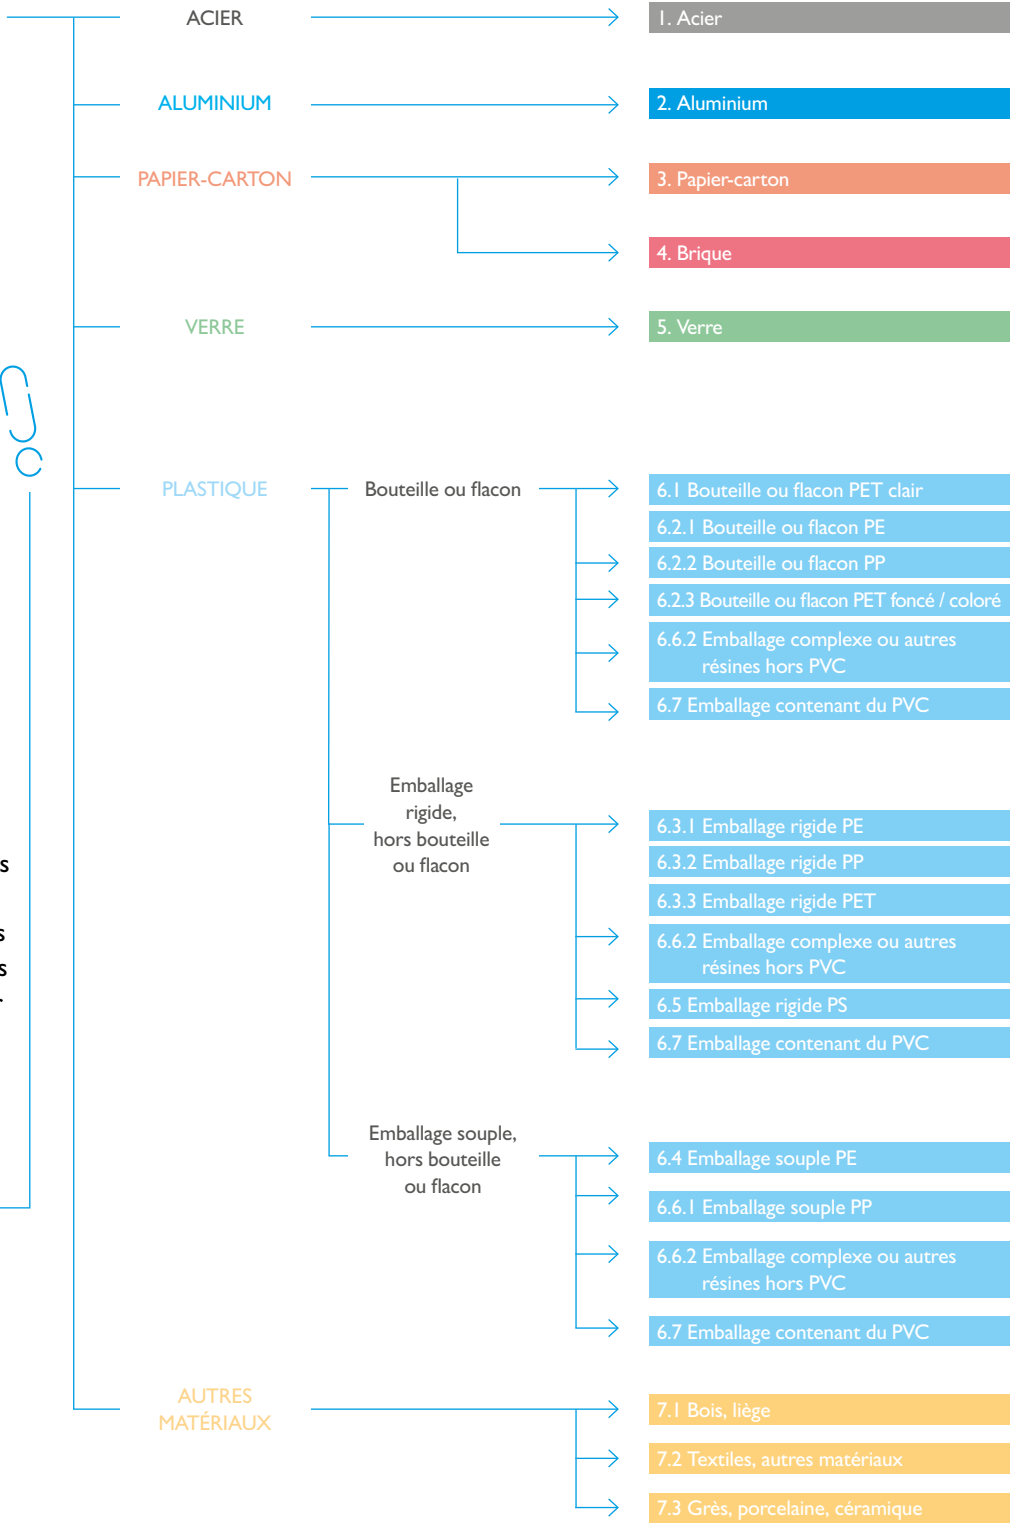 ACIER
1. Acier
ALUMINIUM
2. Aluminium
PAPIER-CARTON
3. Papier-carton
4. Brique
VERRE
5. Verre
PLASTIQUE
Bouteille ou flacon
6.1 Bouteille ou flacon PET clair
6.2.1 Bouteille ou flacon PE
6.2.2 Bouteille ou flacon PP
6.2.3 Bouteille ou flacon PET foncé / coloré
6.6.2 Emballage complexe ou autres
résines hors PVC
6.7 Emballage contenant du PVC
Emballage
rigide,
hors bouteille
ou flacon
6.3.1 Emballage rigide PE
6.3.2 Emballage rigide PP
6.3.3 Emballage rigide PET
6.6.2 Emballage complexe ou autres
résines hors PVC
6.5 Emballage rigide PS
6.7 Emballage contenant du PVC
s
s
s
r
Emballage souple,
hors bouteille
ou flacon
6.4 Emballage souple PE
6.6.1 Emballage souple PP
6.6.2 Emballage complexe ou autres
résines hors PVC
6.7 Emballage contenant du PVC
AUTRES
MATÉRIAUX
7.1 Bois, liège
7.2 Textiles, autres matériaux
7.3 Grès, porcelaine, céramique